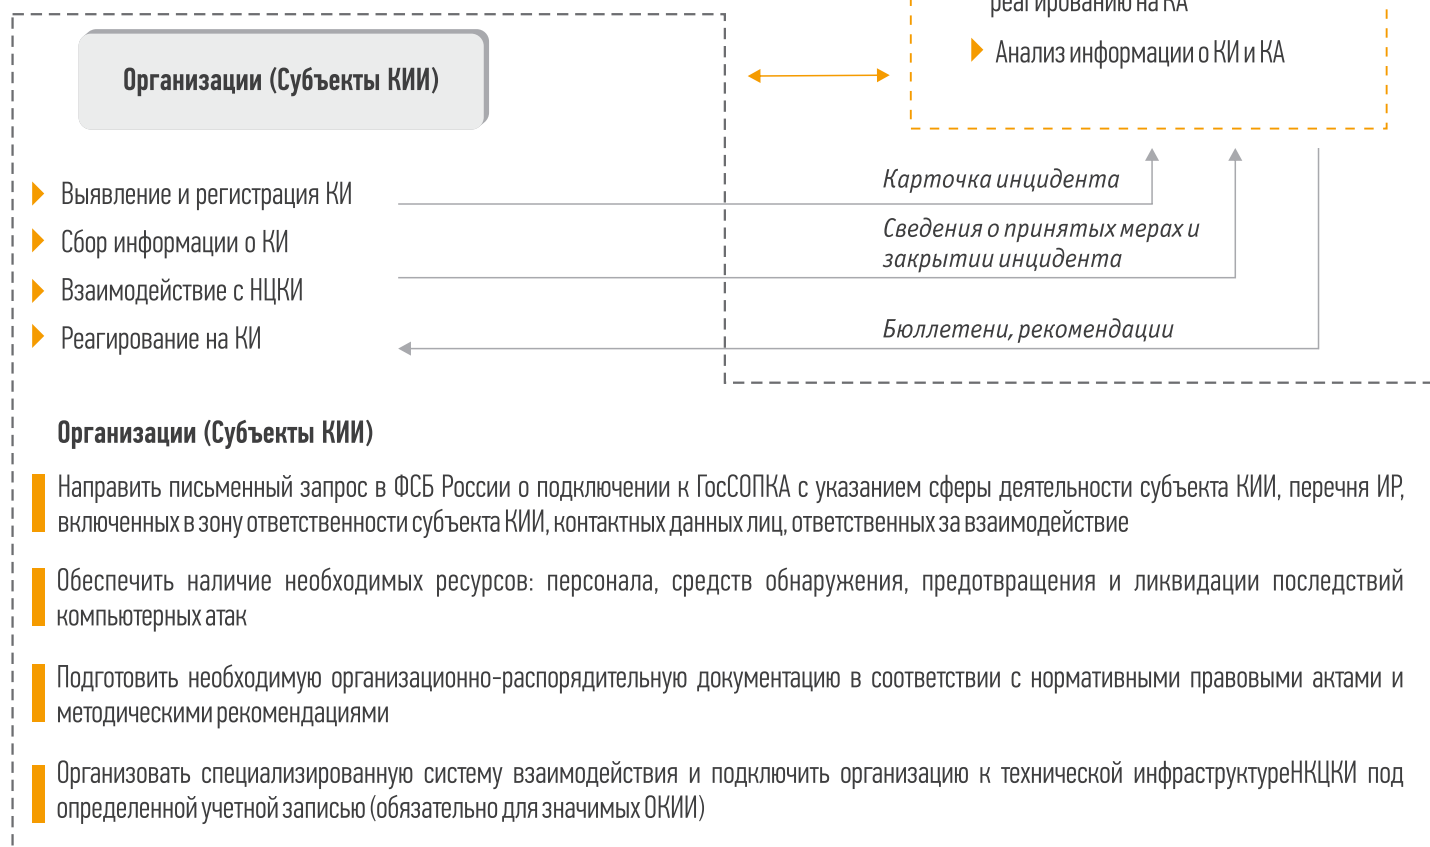 реагированию на КА
Анализ информации о КИ и КА
Организации (Субъекты КИИ)
Выявление и регистрация КИ
Сбор информации о КИ
Взаимодействие с НЦКИ
Реагирование на КИ
Карточка инцидента
Сведения о принятых мерах и
закрытии инцидента
Бюллетени, рекомендации
Организации (Субъекты КИИ)
Направить письменный запрос в ФСБ России о подключении к ГосСОПКА с указанием сферы деятельности субъекта КИИ, перечня ИР,
включенных в зону ответственности субъекта КИИ, контактных данных лиц, ответственных за взаимодействие
Обеспечить наличие необходимых ресурсов: персонала, средств обнаружения, предотвращения и ликвидации последствий
компьютерных атак
Подготовить необходимую организационно-распорядительную документацию в соответствии с нормативными правовыми актами и
методическими рекомендациями
Организовать специализированную систему взаимодействия и подключить организацию к технической инфраструктуреНКЦКИ под
определенной учетной записью (обязательно для значимых ОКИИ)